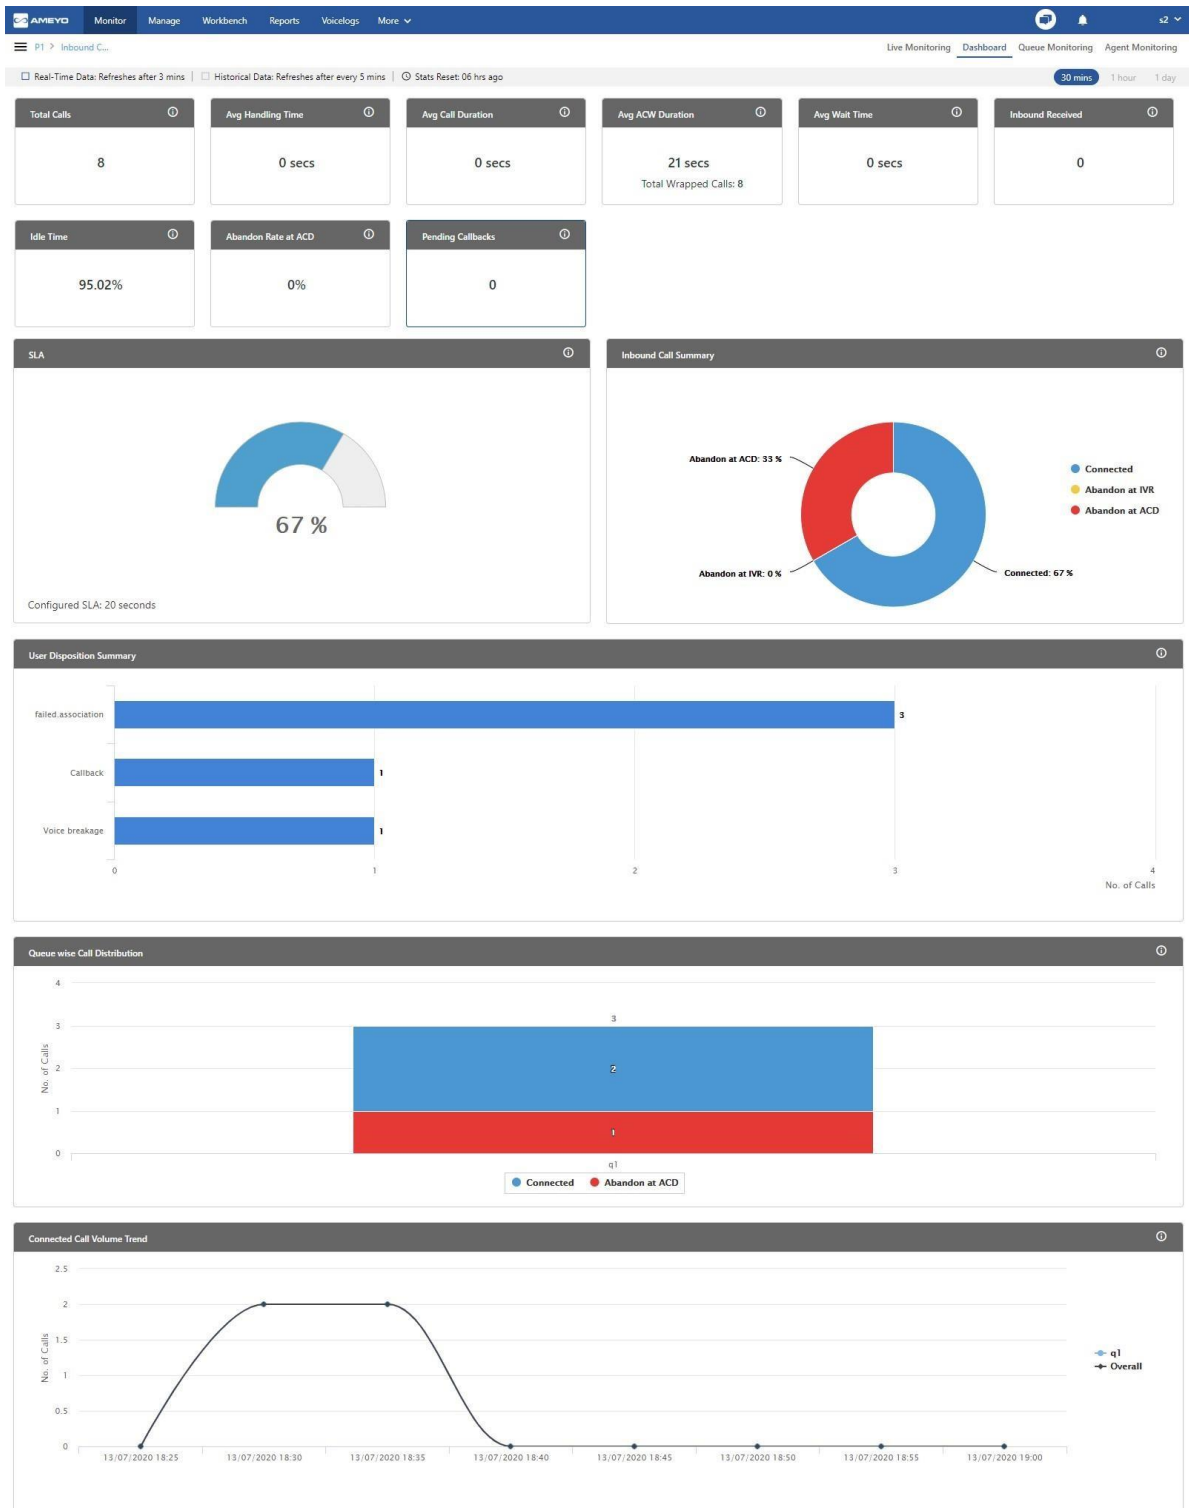 AMEYO Monitor Manage Workbench Reports Voicelogs More s2
P1 > Inbound C... Live Monitoring Dashboard Queue Monitoring Agent Monitoring
Real-Time Data: Refreshes after 3 mins | Historical Data: Refreshes after every 5 mins | Stats Reset: 06 hrs ago 30 mins 1 hour 1 day
Total Calls Avg Handling Time Avg Call Duration Avg ACW Duration Avg Wait Time Inbound Received
8 0 secs 0 secs 21 secs 0 secs 0
Total Wrapped Calls: 8
Idle Time Abandon Rate at ACD Pending Callbacks
95.02% 0% 0
SLA
67 %
Configured SLA: 20 seconds
Inbound Call Summary
Abandon at ACD: 33 %
Abandon at IVR: 0 %
Connected: 67 %
Connected
Abandon at IVR
Abandon at ACD
User Disposition Summary
failed.association 3
Callback 1
Voice breakage 1
0 1 2 3 4
No. of Calls
Queue wise Call Distribution
4
3
2
1
0
No. of Calls
3
2
1
q1
Connected Abandon at ACD
Connected Call Volume Trend
2.5
2
1.5
1
0.5
0
No. of Calls
q1
Overall
13/07/2020 18:25 13/07/2020 18:30 13/07/2020 18:35 13/07/2020 18:40 13/07/2020 18:45 13/07/2020 18:50 13/07/2020 18:55 13/07/2020 19:00